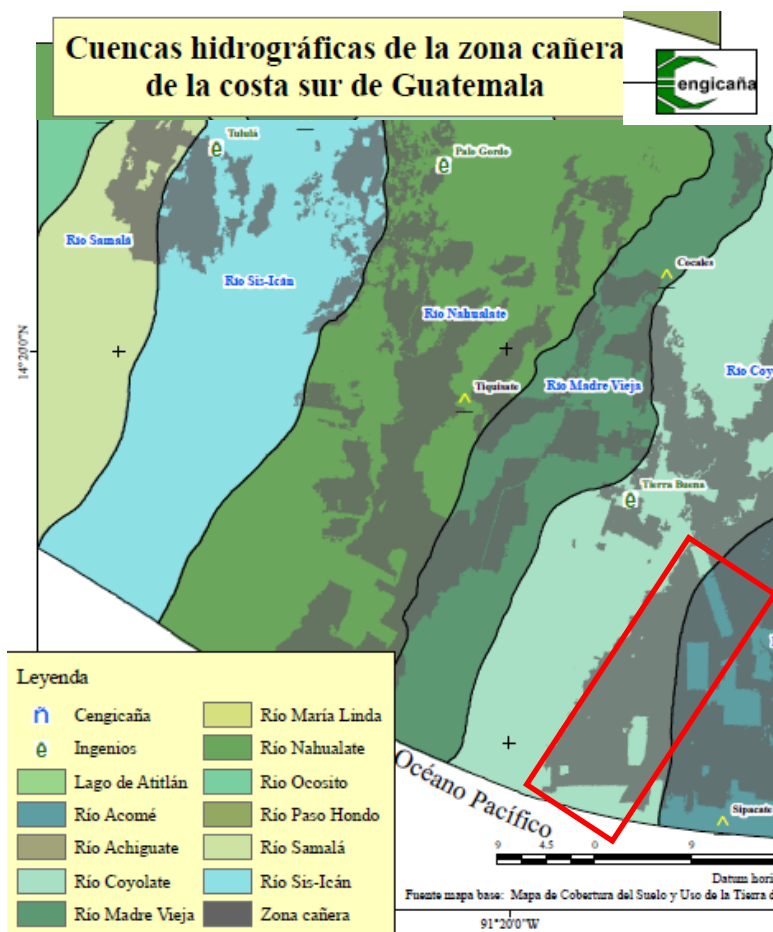 Cuencas hidrográficas de la zona cañera
de la costa sur de Guatemala
engicaña
Tululá
Palo Gordo
Río Samalá
Cocales
Río Sis-Icán
Río Nahualate
14°20'0"N
Río Coy
Tiquisate
Río Madre Vieja
Tierra Buena
Océano Pacífico
Sipacate
9 4.5 0 9
Datum hori
Fuente mapa base: Mapa de Cobertura del Suelo y Uso de la Tierra d
91°20'0"W
Leyenda
Cengicaña
Ingenios
Lago de Atitlán
Río Acomé
Río Achiguate
Río Coyolate
Río Madre Vieja
Río María Linda
Río Nahualate
Río Ocosito
Río Paso Hondo
Río Samalá
Río Sis-Icán
Zona cañera